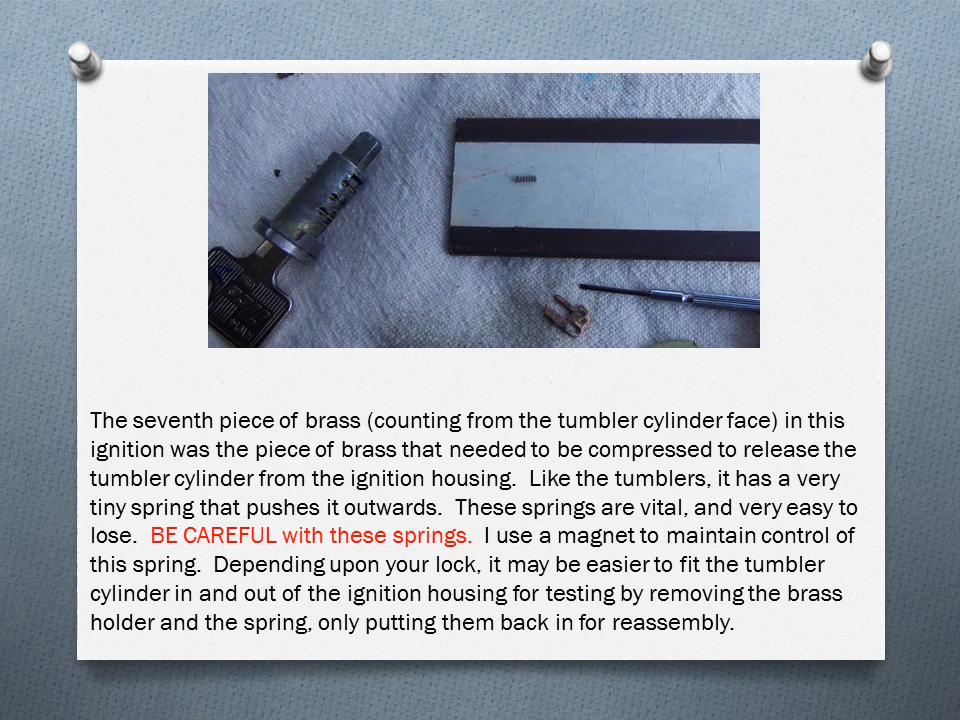 The seventh piece of brass (counting from the tumbler cylinder face) in this
ignition was the piece of brass that needed to be compressed to release the
tumbler cylinder from the ignition housing.  Like the tumblers, it has a very
tiny spring that pushes it outwards.  These springs are vital, and very easy to
lose.  BE CAREFUL with these springs.  I use a magnet to maintain control of
this spring.  Depending upon your lock, it may be easier to fit the tumbler
cylinder in and out of the ignition housing for testing by removing the brass
holder and the spring, only putting them back in for reassembly.